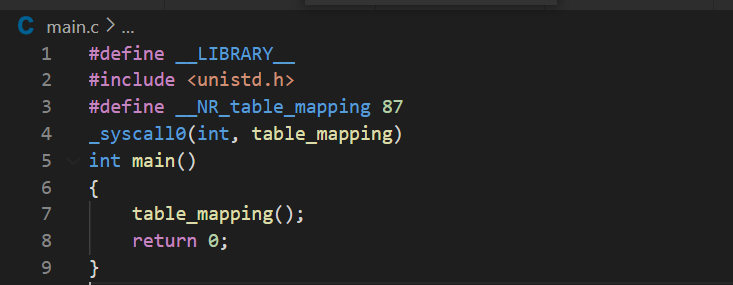 C main.c > ...
1 #define __LIBRARY__
2 #include <unistd.h>
3 #define __NR_table_mapping 87
4 _syscall0(int, table_mapping)
5 int main()
6 {
7     table_mapping();
8     return 0;
9 }